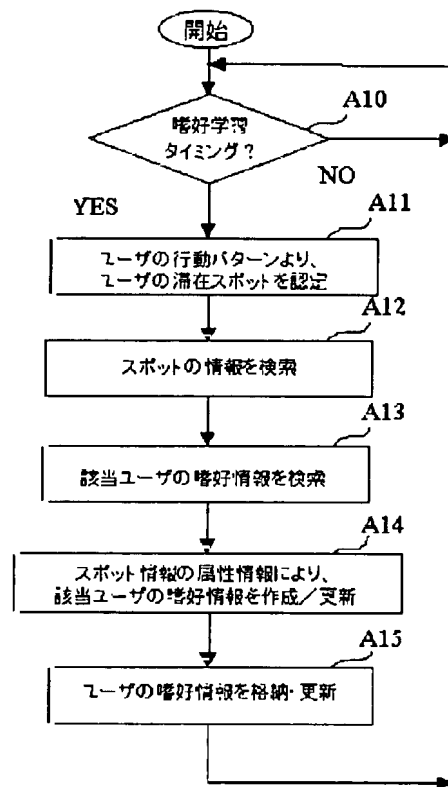 開始
A10
嗜好学習
タイミング？
NO
YES
A11
ユーザの行動パターンより、
ユーザの滞在スポットを認定
A12
スポットの情報を検索
A13
該当ユーザの嗜好情報を検索
A14
スポット情報の属性情報により、
該当ユーザの嗜好情報を作成／更新
A15
ユーザの嗜好情報を格納・更新